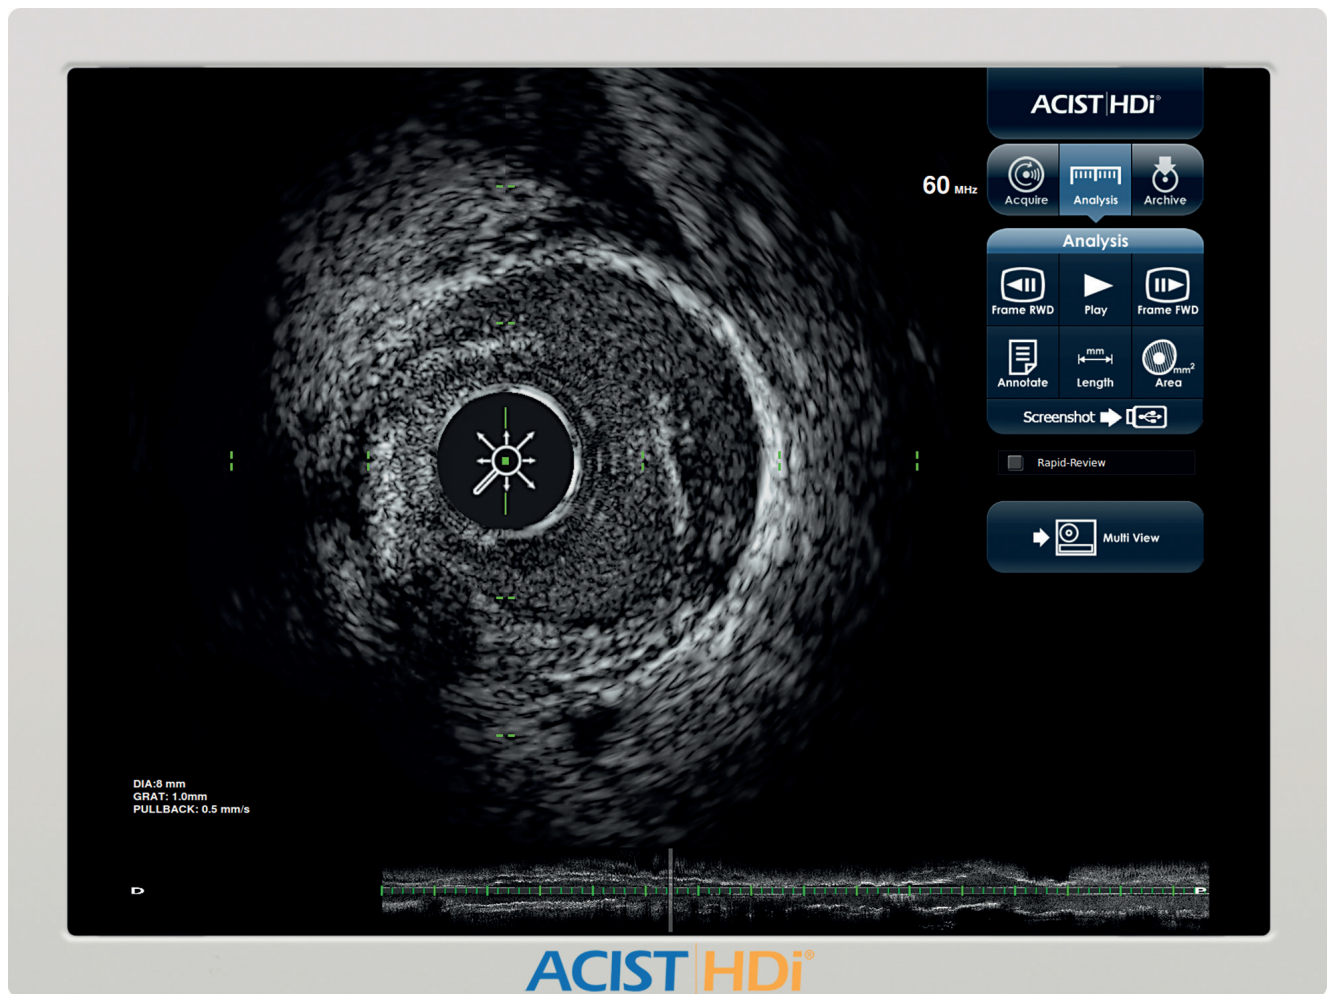 ACIST|HDi®
60 MHz
Acquire
Analysis
Archive
Analysis
Frame RWD
Play
Frame FWD
Annotate
mm
Length
mm²
Area
Screenshot
Rapid-Review
Multi View
DIA:8 mm
GRAT: 1.0mm
PULLBACK: 0.5 mm/s
D
P
ACIST|HDi®